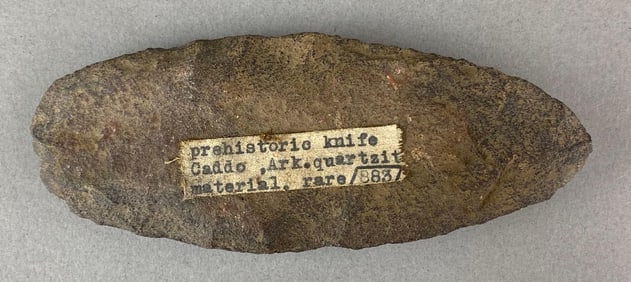 prehistoric knife
Caddo ,Ark.quartzit
material. rare/883/